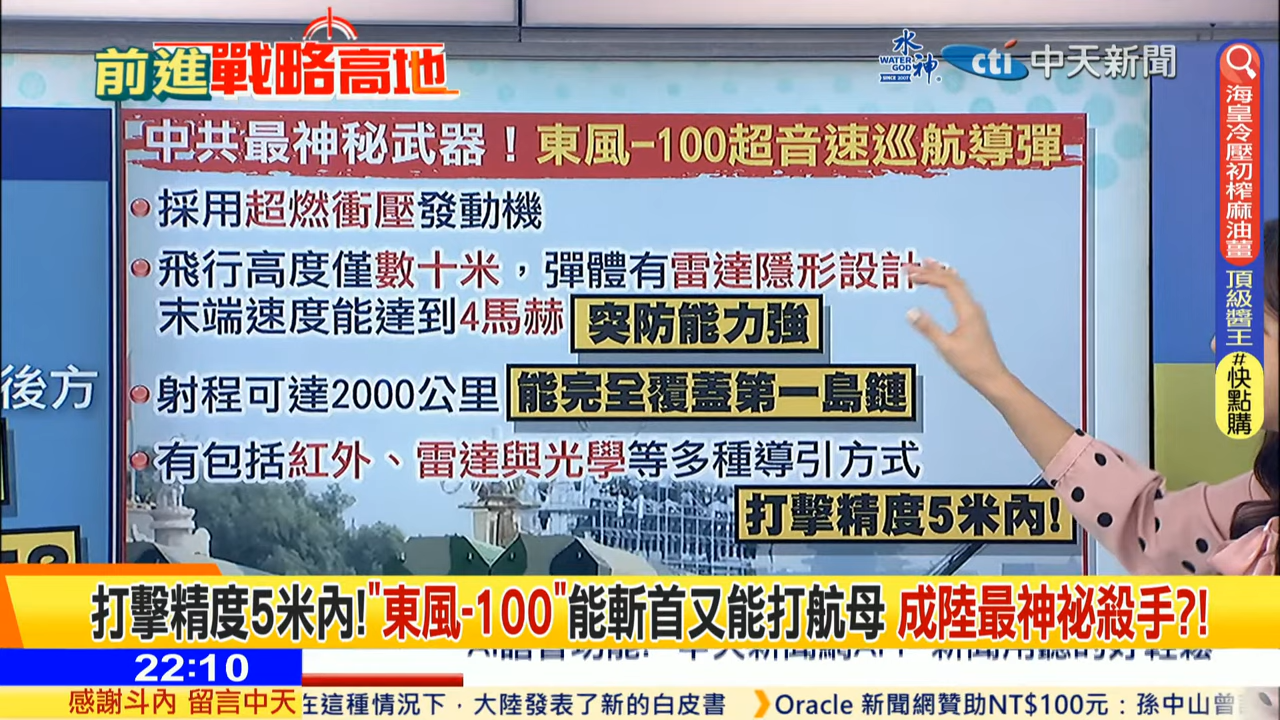 前進戰略高地
水神
WATER GOD
SINCE 2007
cti 中天新聞
中共最神秘武器！東風-100超音速巡航導彈
採用超燃衝壓發動機
飛行高度僅數十米，彈體有雷達隱形設計
末端速度能達到4馬赫 突防能力強
射程可達2000公里 能完全覆蓋第一島鏈
有包括紅外、雷達與光學等多種導引方式
打擊精度5米內!
後方
海皇冷壓初榨麻油薑 頂級醬王 #快點購
打擊精度5米內!"東風-100"能斬首又能打航母 成陸最神祕殺手?!
22:10
感謝斗內 留言中天
在這種情況下，大陸發表了新的白皮書 》Oracle 新聞網贊助NT$100元：孫中山曾